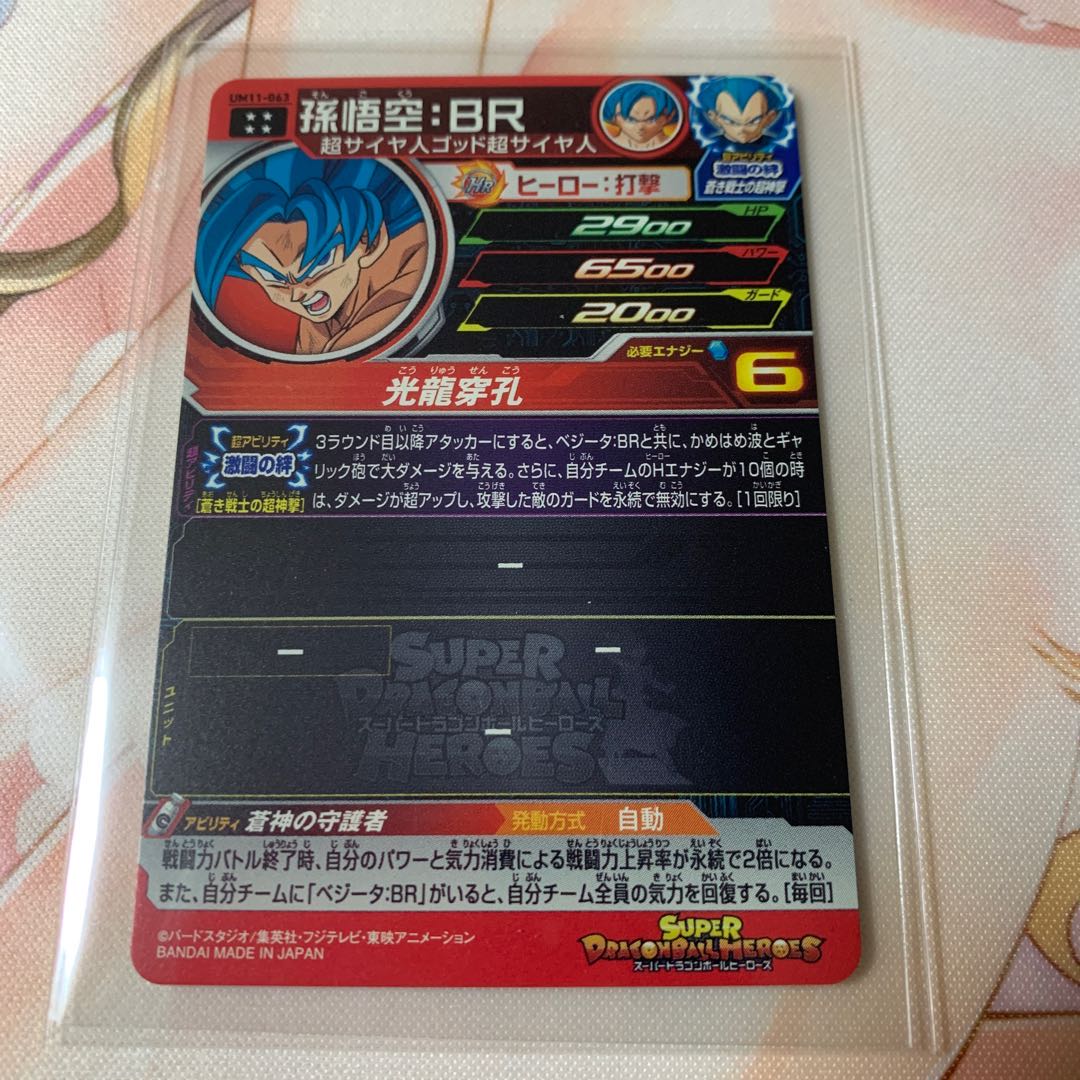 UM11-063
孫悟空:BR
超サイヤ人ゴッド超サイヤ人
超アビリティ
激闘の絆
蒼き戦士の超神撃
HR ヒーロー:打撃
HP
2900
パワー
6500
ガード
2000
必要エナジー
6
光龍穿孔
超アビリティ
超アビリティ
激闘の絆
[蒼き戦士の超神撃]
3ラウンド目以降アタッカーにすると、ベジータ:BRと共に、かめはめ波とギャ
リック砲で大ダメージを与える。さらに、自分チームのHエナジーが10個の時
は、ダメージが超アップし、攻撃した敵のガードを永続で無効にする。[1回限り]
ー
ユニット
ー
ー
ー
SUPER
DRAGONBALL
スーパードラゴンボールヒーローズ
HEROES
アビリティ 蒼神の守護者 発動方式 自動
戦闘力バトル終了時、自分のパワーと気力消費による戦闘力上昇率が永続で2倍になる。
また、自分チームに「ベジータ:BR」がいると、自分チーム全員の気力を回復する。[毎回]
©バードスタジオ/集英社・フジテレビ・東映アニメーション
BANDAI MADE IN JAPAN
SUPER
DRAGONBALL HEROES
スーパードラゴンボールヒーローズ